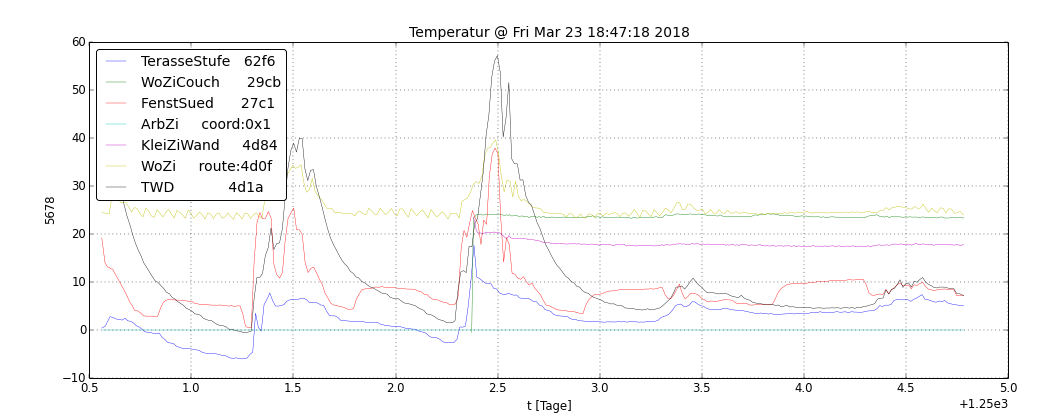 Temperatur @ Fri Mar 23 18:47:18 2018
60
50
40
30
20
10
0
−10
5678
TerasseStufe 62f6
WoZiCouch 29cb
FenstSued 27c1
ArbZi coord:0x1
KleiZiWand 4d84
WoZi route:4d0f
TWD 4d1a
0.5 1.0 1.5 2.0 2.5 3.0 3.5 4.0 4.5 5.0
t [Tage]
+1.25e3